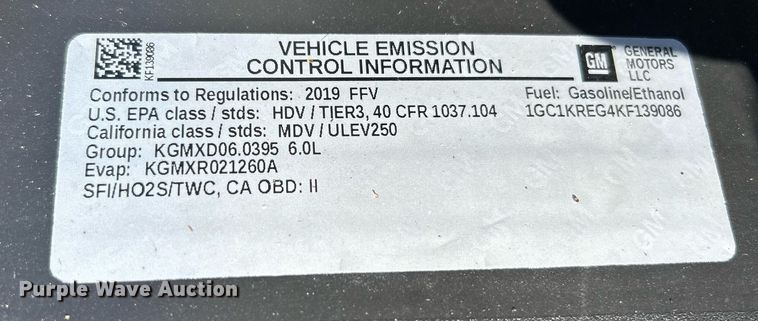 KF139086
VEHICLE EMISSION
CONTROL INFORMATION
GM
GENERAL
MOTORS
LLC
Conforms to Regulations: 2019 FFV
Fuel: Gasoline/Ethanol
U.S. EPA class / stds: HDV / TIER3, 40 CFR 1037.104
1GC1KREG4KF139086
California class / stds: MDV / ULEV250
Group: KGMXD06.0395 6.0L
Evap: KGMXR021260A
SFI/HO2S/TWC, CA OBD: II
Purple Wave Auction